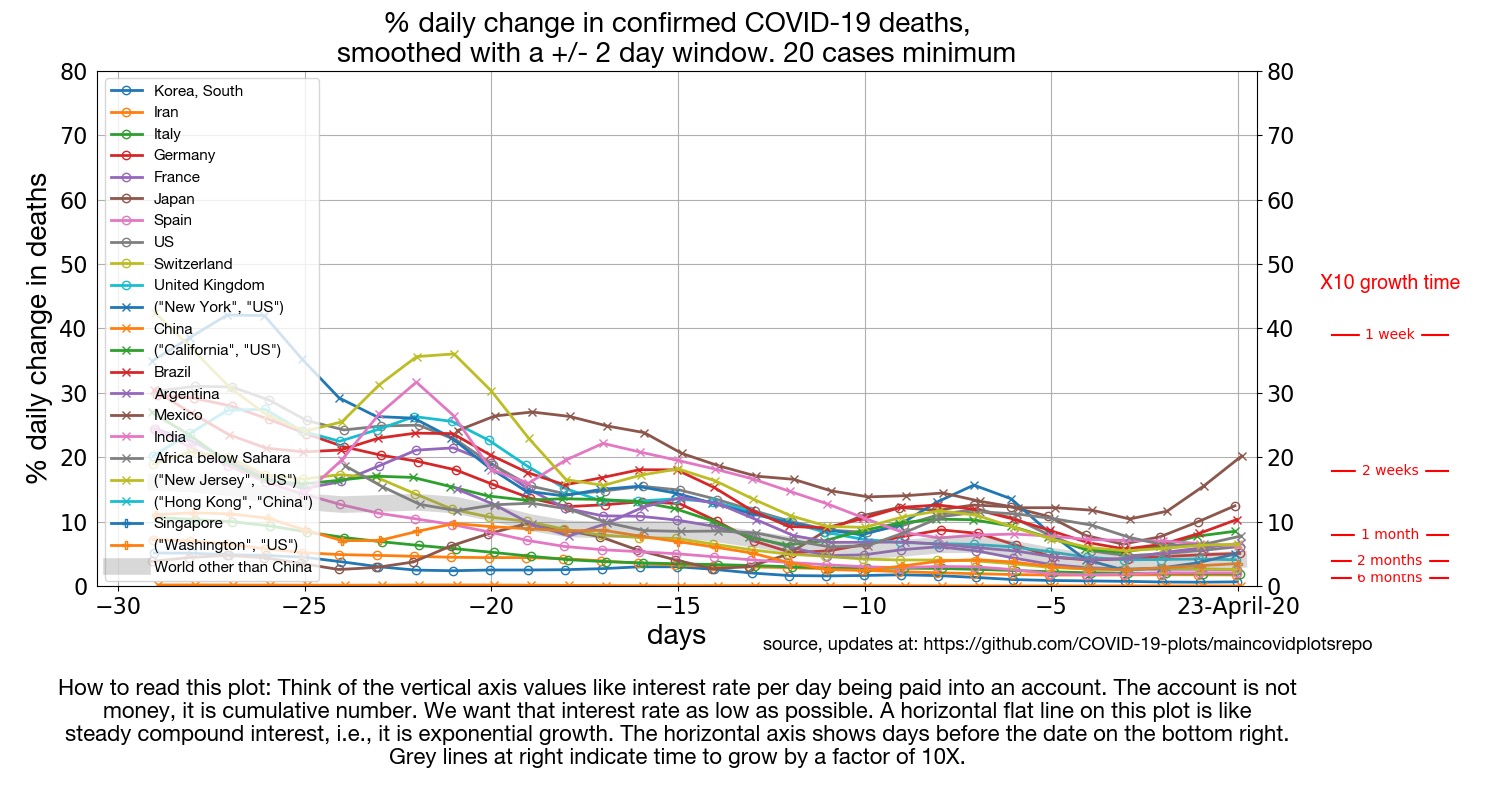 % daily change in confirmed COVID-19 deaths,
smoothed with a +/- 2 day window. 20 cases minimum
% daily change in deaths
80
70
60
50
40
30
20
10
0
Korea, South
Iran
Italy
Germany
France
Japan
Spain
US
Switzerland
United Kingdom
("New York", "US")
China
("California", "US")
Brazil
Argentina
Mexico
India
Africa below Sahara
("New Jersey", "US")
("Hong Kong", "China")
Singapore
("Washington", "US")
World other than China
80
70
60
50
40
30
20
10
0
X10 growth time
1 week
2 weeks
1 month
2 months
6 months
−30
−25
−20
−15
−10
−5
23-April-20
days
source, updates at: https://github.com/COVID-19-plots/maincovidplotsrepo
How to read this plot: Think of the vertical axis values like interest rate per day being paid into an account. The account is not
money, it is cumulative number. We want that interest rate as low as possible. A horizontal flat line on this plot is like
steady compound interest, i.e., it is exponential growth. The horizontal axis shows days before the date on the bottom right.
Grey lines at right indicate time to grow by a factor of 10X.